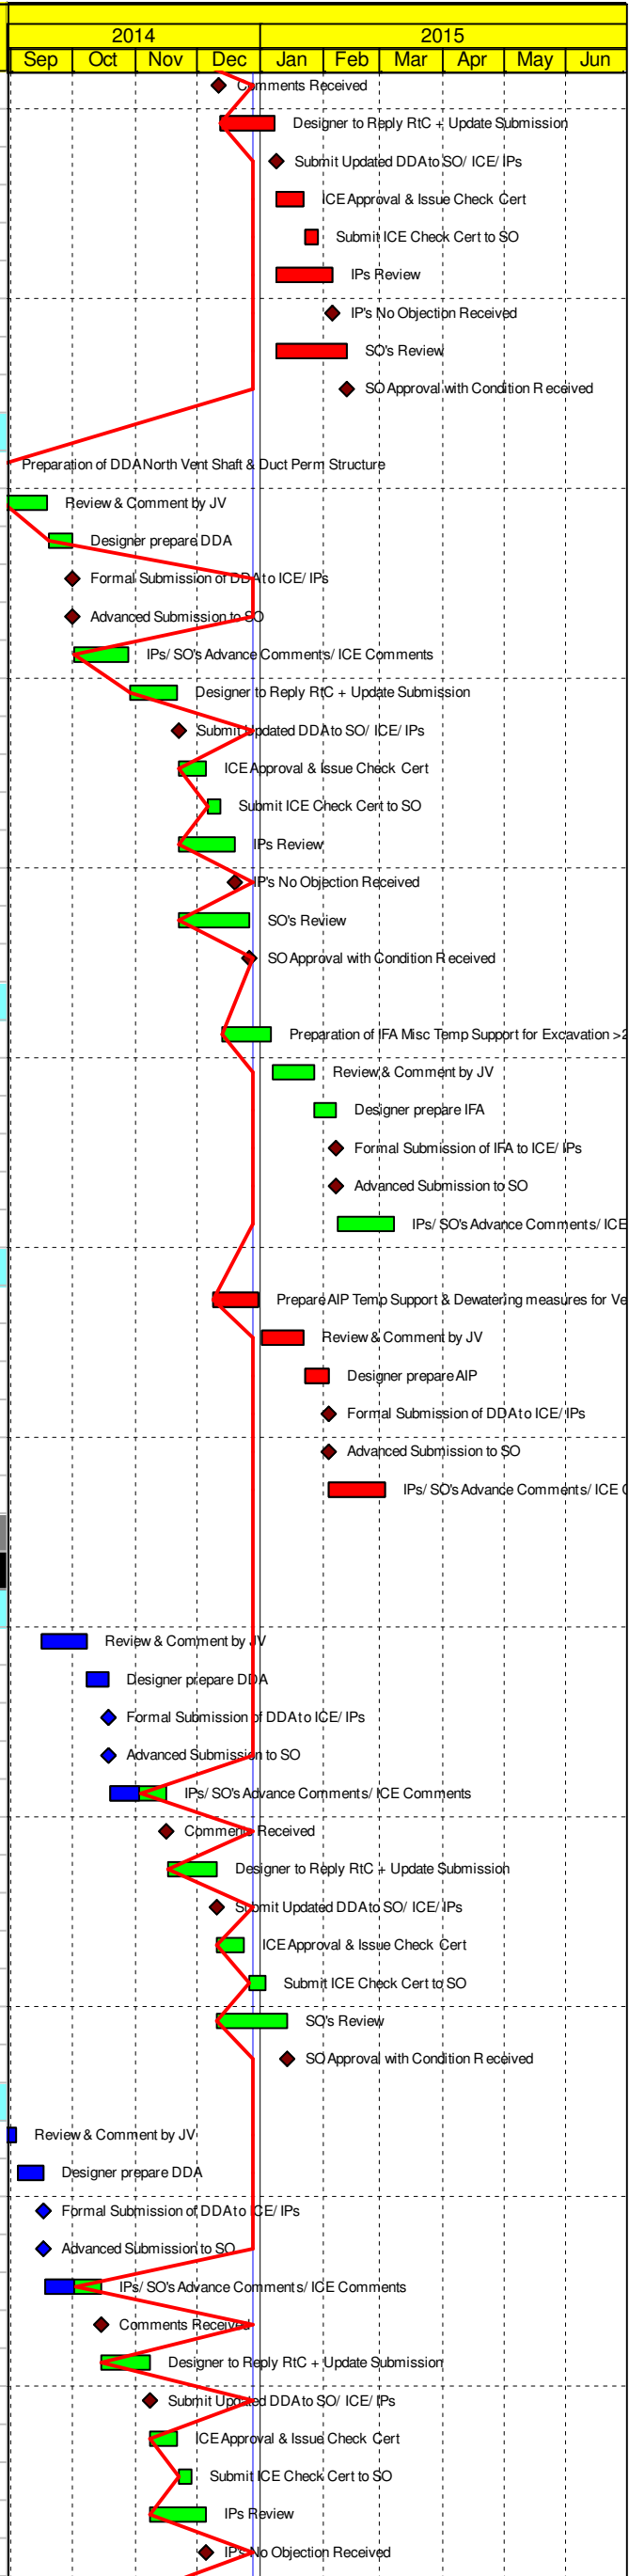 2014 2015
Sep Oct Nov Dec Jan Feb Mar Apr May Jun
Comments Received
Designer to Reply RtC + Update Submission
Submit Updated DDA to SO/ ICE/ IPs
ICE Approval & Issue Check Cert
Submit ICE Check Cert to SO
IPs Review
IP's No Objection Received
SO's Review
SO Approval with Condition Received
Preparation of DDA North Vent Shaft & Duct Perm Structure
Review & Comment by JV
Designer prepare DDA
Formal Submission of DDA to ICE/ IPs
Advanced Submission to SO
IPs/ SO's Advance Comments/ ICE Comments
Designer to Reply RtC + Update Submission
Submit Updated DDA to SO/ ICE/ IPs
ICE Approval & Issue Check Cert
Submit ICE Check Cert to SO
IPs Review
IP's No Objection Received
SO's Review
SO Approval with Condition Received
Preparation of IFA Misc Temp Support for Excavation >2
Review & Comment by JV
Designer prepare IFA
Formal Submission of IFA to ICE/ IPs
Advanced Submission to SO
IPs/ SO's Advance Comments/ ICE
Prepare AIP Temp Support & Dewatering measures for Ve
Review & Comment by JV
Designer prepare AIP
Formal Submission of DDA to ICE/ IPs
Advanced Submission to SO
IPs/ SO's Advance Comments/ ICE C
Review & Comment by JV
Designer prepare DDA
Formal Submission of DDA to ICE/ IPs
Advanced Submission to SO
IPs/ SO's Advance Comments/ ICE Comments
Comments Received
Designer to Reply RtC + Update Submission
Submit Updated DDA to SO/ ICE/ IPs
ICE Approval & Issue Check Cert
Submit ICE Check Cert to SO
SO's Review
SO Approval with Condition Received
Review & Comment by JV
Designer prepare DDA
Formal Submission of DDA to ICE/ IPs
Advanced Submission to SO
IPs/ SO's Advance Comments/ ICE Comments
Comments Received
Designer to Reply RtC + Update Submission
Submit Updated DDA to SO/ ICE/ IPs
ICE Approval & Issue Check Cert
Submit ICE Check Cert to SO
IPs Review
IP's No Objection Received